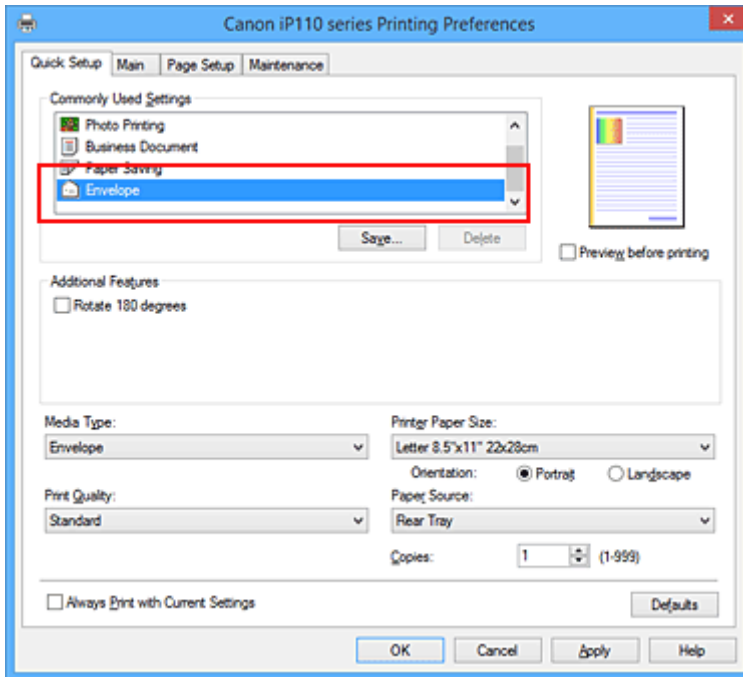 Canon iP110 series Printing Preferences
Quick Setup Main Page Setup Maintenance
Commonly Used Settings
Photo Printing
Business Document
Paper Saving
Envelope
Save... Delete
Preview before printing
Additional Features
Rotate 180 degrees
Media Type: Printer Paper Size:
Envelope Letter 8.5"x11" 22x28cm
Orientation: Portrait Landscape
Print Quality: Paper Source:
Standard Rear Tray
Copies: 1 (1-999)
Always Print with Current Settings Defaults
OK Cancel Apply Help